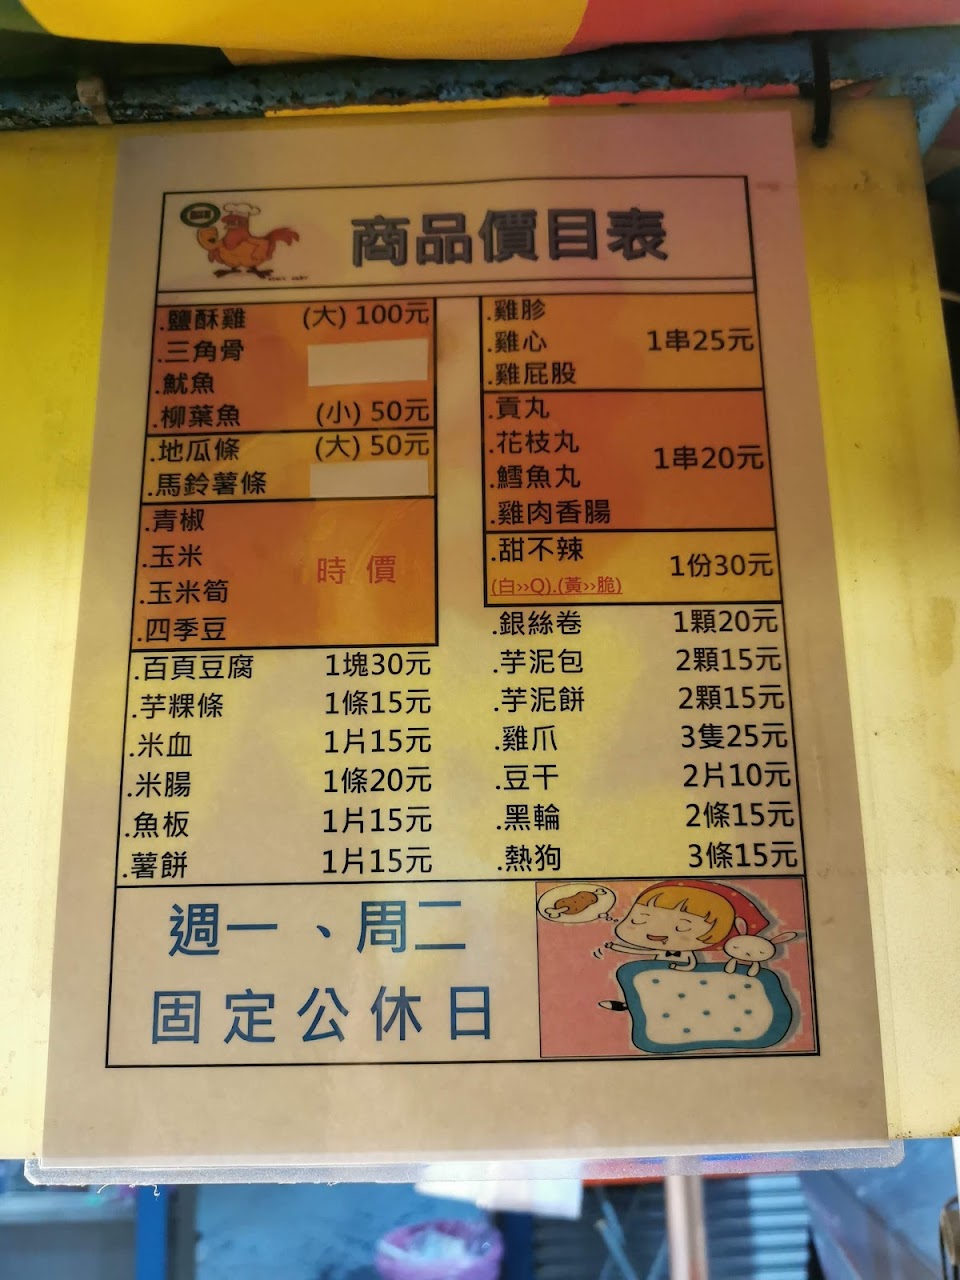 商品價目表
.鹽酥雞 (大) 100元
.三角骨
.魷魚
.柳葉魚 (小) 50元
.地瓜條 (大) 50元
.馬鈴薯條
.青椒
.玉米
時價
.玉米筍
.四季豆
.百頁豆腐 1塊30元
.芋粿條 1條15元
.米血 1片15元
.米腸 1條20元
.魚板 1片15元
.薯餅 1片15元
.雞胗
.雞心 1串25元
.雞屁股
.貢丸
.花枝丸
1串20元
.鱈魚丸
.雞肉香腸
.甜不辣
1份30元
(白››Q).(黃››脆)
.銀絲卷 1顆20元
.芋泥包 2顆15元
.芋泥餅 2顆15元
.雞爪 3隻25元
.豆干 2片10元
.黑輪 2條15元
.熱狗 3條15元
週一、周二
固定公休日